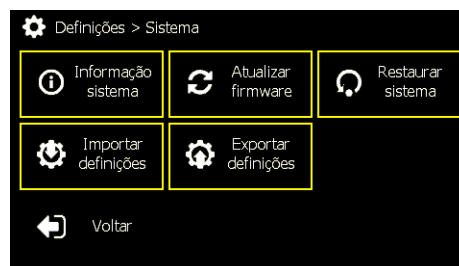 Definições > Sistema
Informação
sistema
Atualizar
firmware
Restaurar
sistema
Importar
definições
Exportar
definições
Voltar